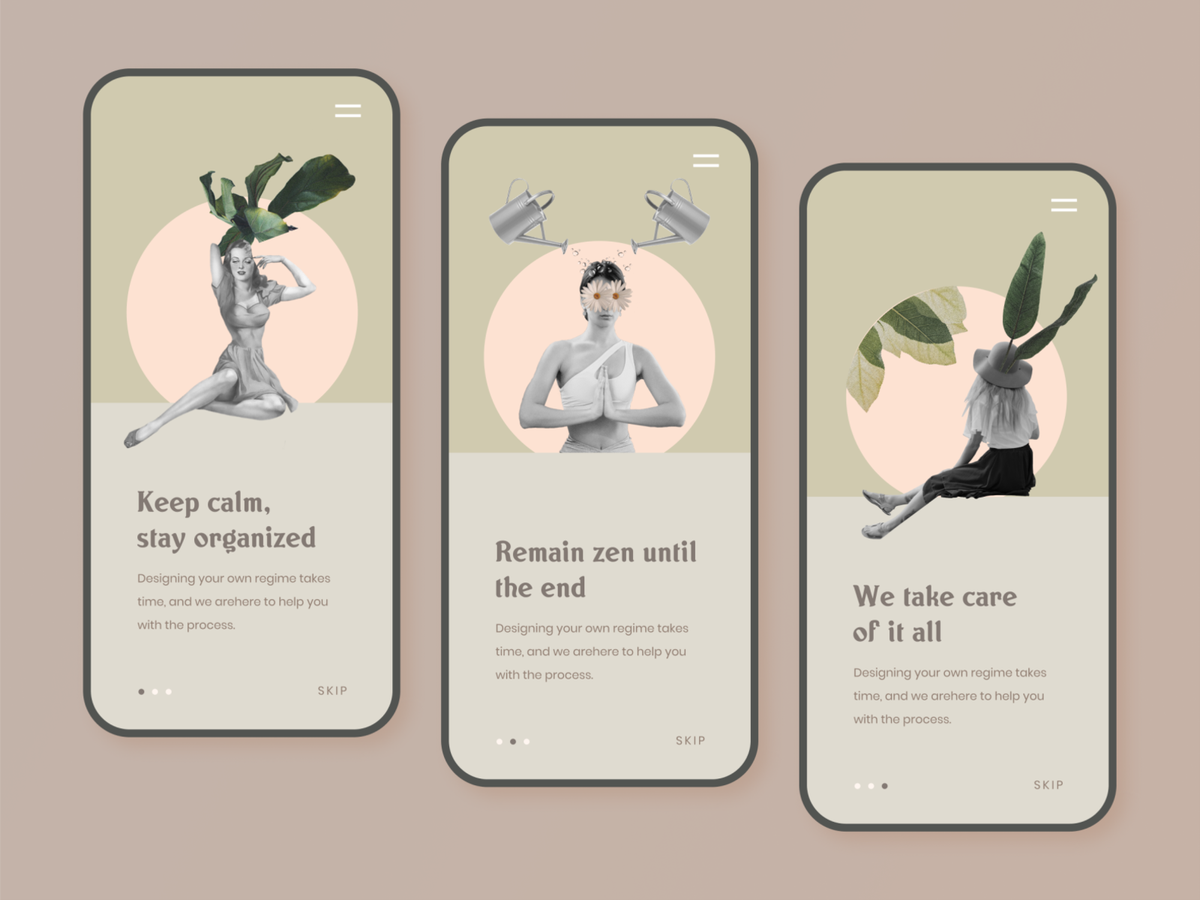 Keep calm,
stay organized
Designing your own regime takes
time, and we arehere to help you
with the process.
SKIP
Remain zen until
the end
Designing your own regime takes
time, and we arehere to help you
with the process.
SKIP
We take care
of it all
Designing your own regime takes
time, and we arehere to help you
with the process.
SKIP